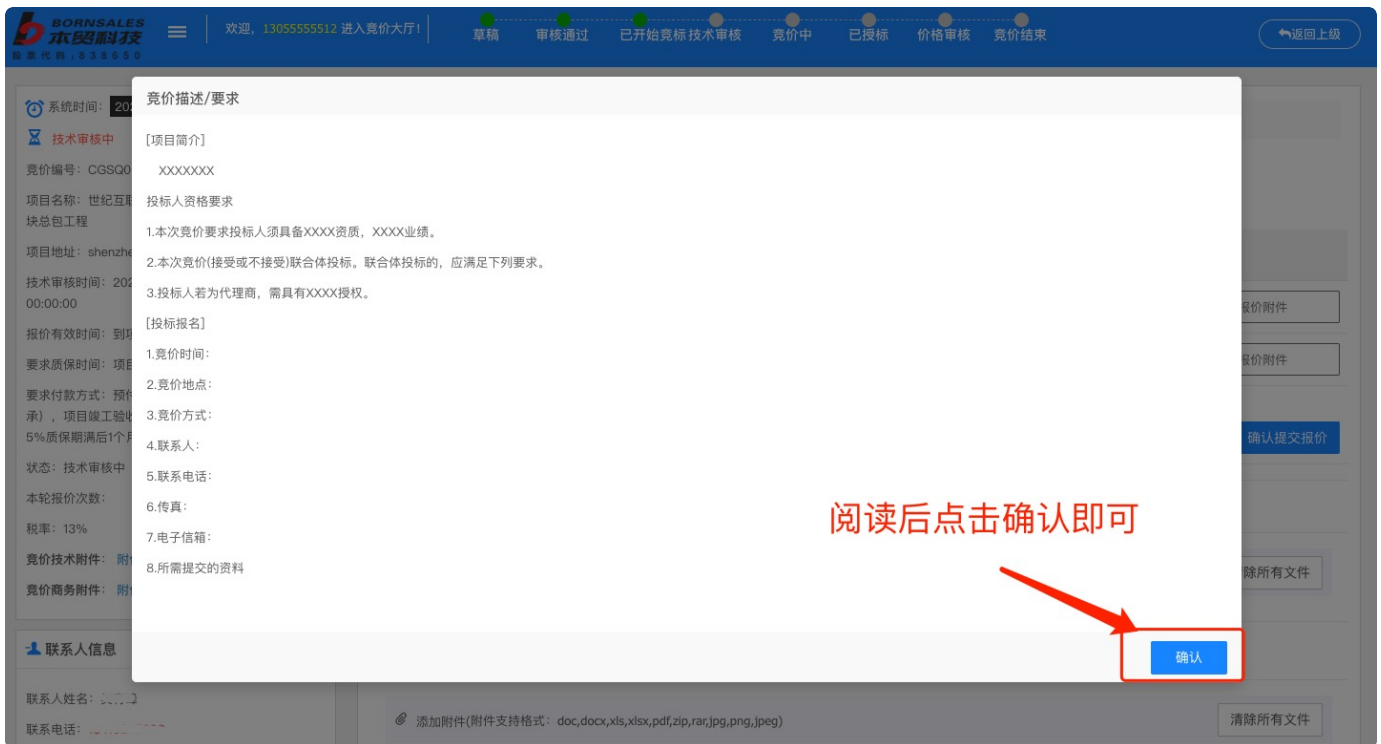 BORNSALES
本贸科技
股票代码:838650
欢迎，13055555512 进入竞价大厅！
草稿
审核通过
已开始竞标
技术审核
竞价中
已授标
价格审核
竞价结束
返回上级
系统时间：
技术审核中
竞价编号：CGSQ0
项目名称：世纪互联
块总包工程
项目地址：shenzhe
技术审核时间：202
00:00:00
报价有效时间：到项
要求质保时间：项目
要求付款方式：预付
承），项目竣工验收
5%质保期满后1个月
状态：技术审核中
本轮报价次数：
税率：13%
竞价技术附件：附
竞价商务附件：附
联系人信息
联系人姓名：
联系电话：
竞价描述/要求
[项目简介]
XXXXXXX
投标人资格要求
1.本次竞价要求投标人须具备XXXX资质，XXXX业绩。
2.本次竞价(接受或不接受)联合体投标。联合体投标的，应满足下列要求。
3.投标人若为代理商，需具有XXXX授权。
[投标报名]
1.竞价时间：
2.竞价地点：
3.竞价方式：
4.联系人：
5.联系电话：
6.传真：
7.电子信箱：
8.所需提交的资料
阅读后点击确认即可
确认
报价附件
报价附件
确认提交报价
除所有文件
添加附件(附件支持格式：doc,docx,xls,xlsx,pdf,zip,rar,jpg,png,jpeg)
清除所有文件